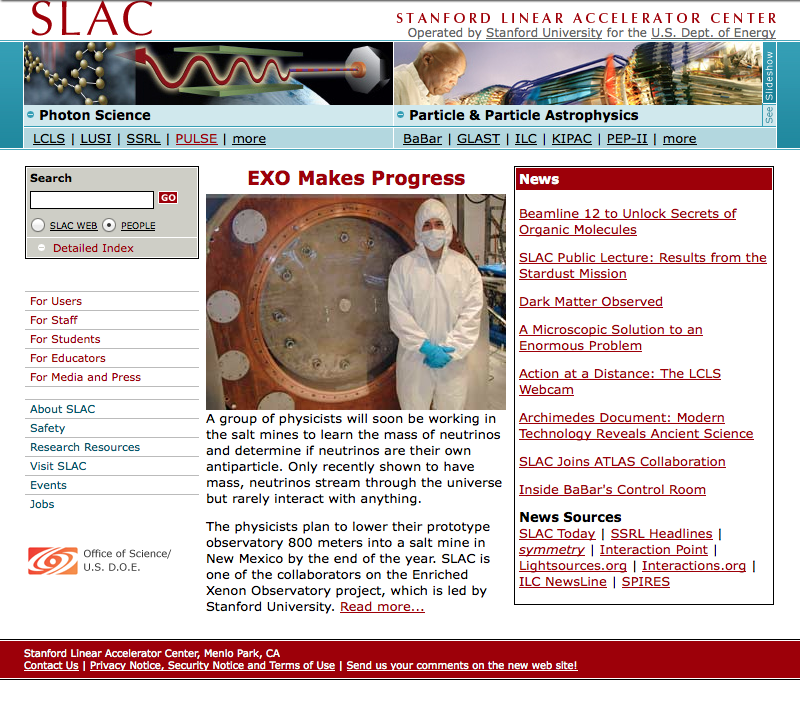 SLAC
STANFORD LINEAR ACCELERATOR CENTER
Operated by Stanford University for the U.S. Dept. of Energy
See Slideshow
Photon Science
LCLS | LUSI | SSRL | PULSE | more
Particle & Particle Astrophysics
BaBar | GLAST | ILC | KIPAC | PEP-II | more
Search
GO
SLAC WEB PEOPLE
Detailed Index
For Users
For Staff
For Students
For Educators
For Media and Press
About SLAC
Safety
Research Resources
Visit SLAC
Events
Jobs
Office of Science/
U.S. D.O.E.
EXO Makes Progress
A group of physicists will soon be working in
the salt mines to learn the mass of neutrinos
and determine if neutrinos are their own
antiparticle. Only recently shown to have
mass, neutrinos stream through the universe
but rarely interact with anything.
The physicists plan to lower their prototype
observatory 800 meters into a salt mine in
New Mexico by the end of the year. SLAC is
one of the collaborators on the Enriched
Xenon Observatory project, which is led by
Stanford University. Read more...
News
Beamline 12 to Unlock Secrets of
Organic Molecules
SLAC Public Lecture: Results from the
Stardust Mission
Dark Matter Observed
A Microscopic Solution to an
Enormous Problem
Action at a Distance: The LCLS
Webcam
Archimedes Document: Modern
Technology Reveals Ancient Science
SLAC Joins ATLAS Collaboration
Inside BaBar's Control Room
News Sources
SLAC Today | SSRL Headlines |
symmetry | Interaction Point |
Lightsources.org | Interactions.org |
ILC NewsLine | SPIRES
Stanford Linear Accelerator Center, Menlo Park, CA
Contact Us | Privacy Notice, Security Notice and Terms of Use | Send us your comments on the new web site!